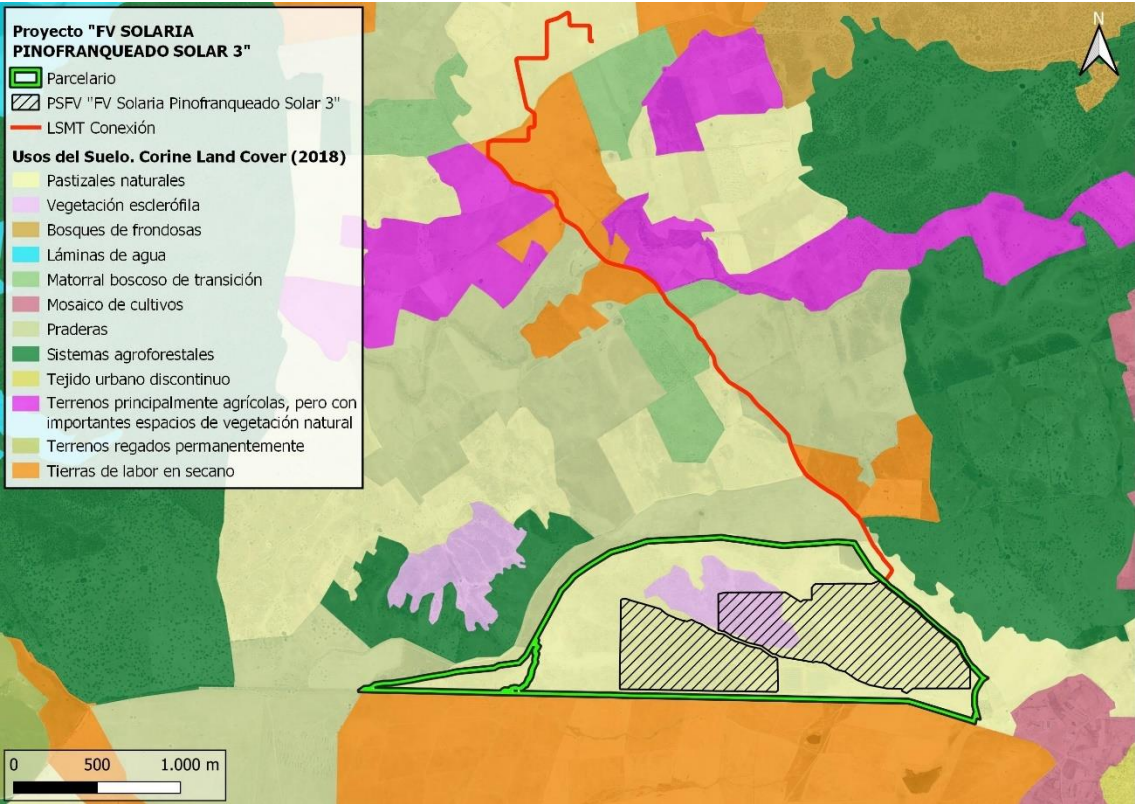 Proyecto "FV SOLARIA
PINOFRANQUEADO SOLAR 3"
Parcelario
PSFV "FV Solaria Pinofranqueado Solar 3"
LSMT Conexión
Usos del Suelo. Corine Land Cover (2018)
Pastizales naturales
Vegetación esclerófila
Bosques de frondosas
Láminas de agua
Matorral boscoso de transición
Mosaico de cultivos
Praderas
Sistemas agroforestales
Tejido urbano discontinuo
Terrenos principalmente agrícolas, pero con
importantes espacios de vegetación natural
Terrenos regados permanentemente
Tierras de labor en secano
N
0 500 1.000 m